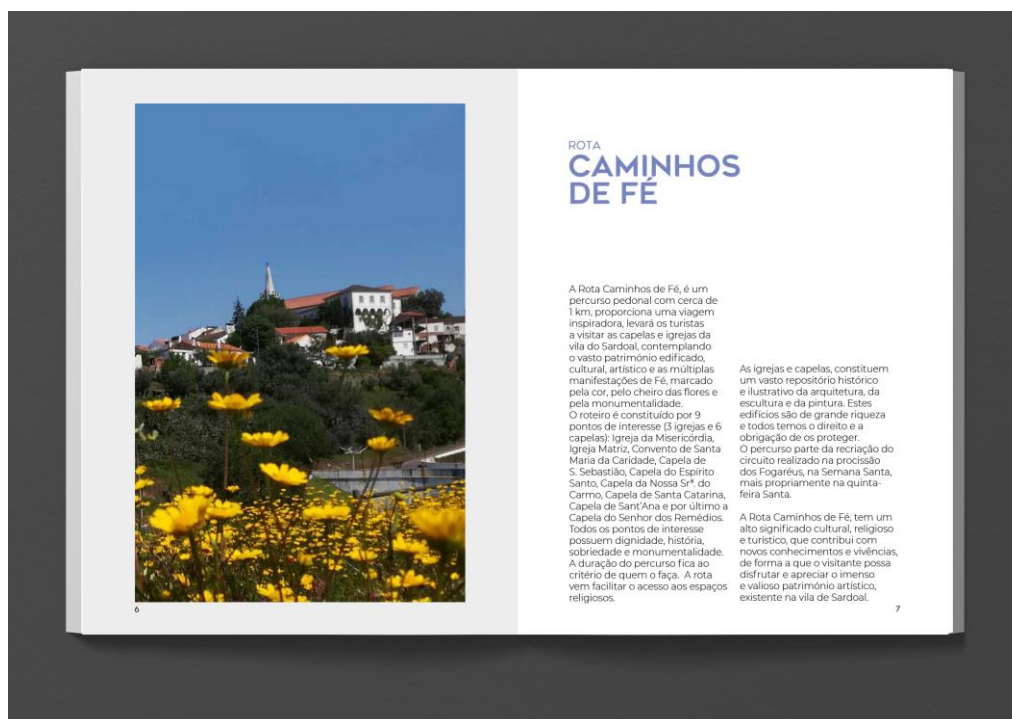 ROTA
CAMINHOS
DE FÉ
A Rota Caminhos de Fé, é um
percurso pedonal com cerca de
1 km, proporciona uma viagem
inspiradora, levará os turistas
a visitar as capelas e igrejas da
vila do Sardoal, contemplando
o vasto património edificado,
cultural, artístico e as múltiplas
manifestações de Fé, marcado
pela cor, pelo cheiro das flores e
pela monumentalidade.
O roteiro é constituído por 9
pontos de interesse (3 igrejas e 6
capelas): Igreja da Misericórdia,
Igreja Matriz, Convento de Santa
Maria da Caridade, Capela de
S. Sebastião, Capela do Espírito
Santo, Capela da Nossa Srª. do
Carmo, Capela de Santa Catarina,
Capela de Sant'Ana e por último a
Capela do Senhor dos Remédios.
Todos os pontos de interesse
possuem dignidade, história,
sobriedade e monumentalidade.
A duração do percurso fica ao
critério de quem o faça. A rota
vem facilitar o acesso aos espaços
religiosos.
As igrejas e capelas, constituem
um vasto repositório histórico
e ilustrativo da arquitetura, da
escultura e da pintura. Estes
edifícios são de grande riqueza
e todos temos o direito e a
obrigação de os proteger.
O percurso parte da recriação do
circuito realizado na procissão
dos Fogaréus, na Semana Santa,
mais propriamente na quinta-
feira Santa.
A Rota Caminhos de Fé, tem um
alto significado cultural, religioso
e turístico, que contribui com
novos conhecimentos e vivências,
de forma a que o visitante possa
disfrutar e apreciar o imenso
e valioso património artístico,
existente na vila de Sardoal.
6
7